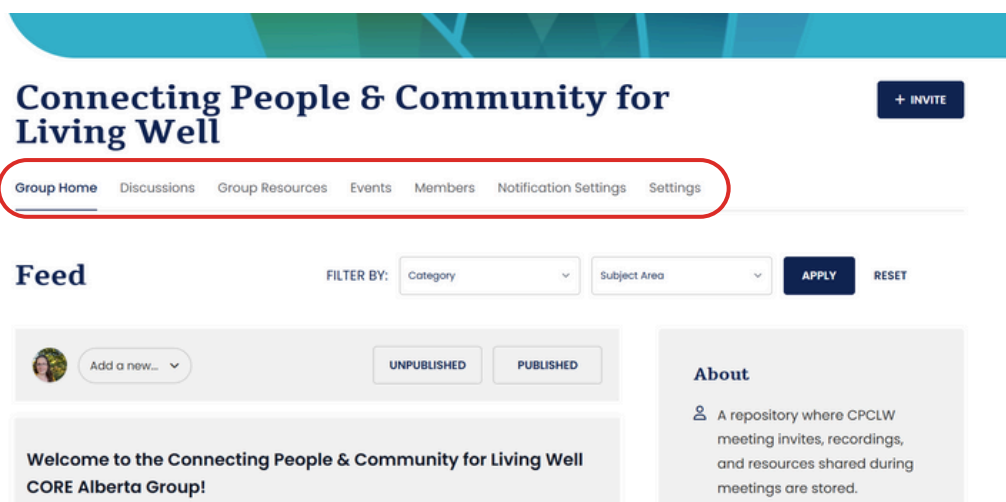 Connecting People & Community for
Living Well
+ INVITE
Group Home Discussions Group Resources Events Members Notification Settings Settings
Feed
FILTER BY: Category Subject Area APPLY RESET
Add a new... UNPUBLISHED PUBLISHED
Welcome to the Connecting People & Community for Living Well
CORE Alberta Group!
About
A repository where CPCLW
meeting invites, recordings,
and resources shared during
meetings are stored.